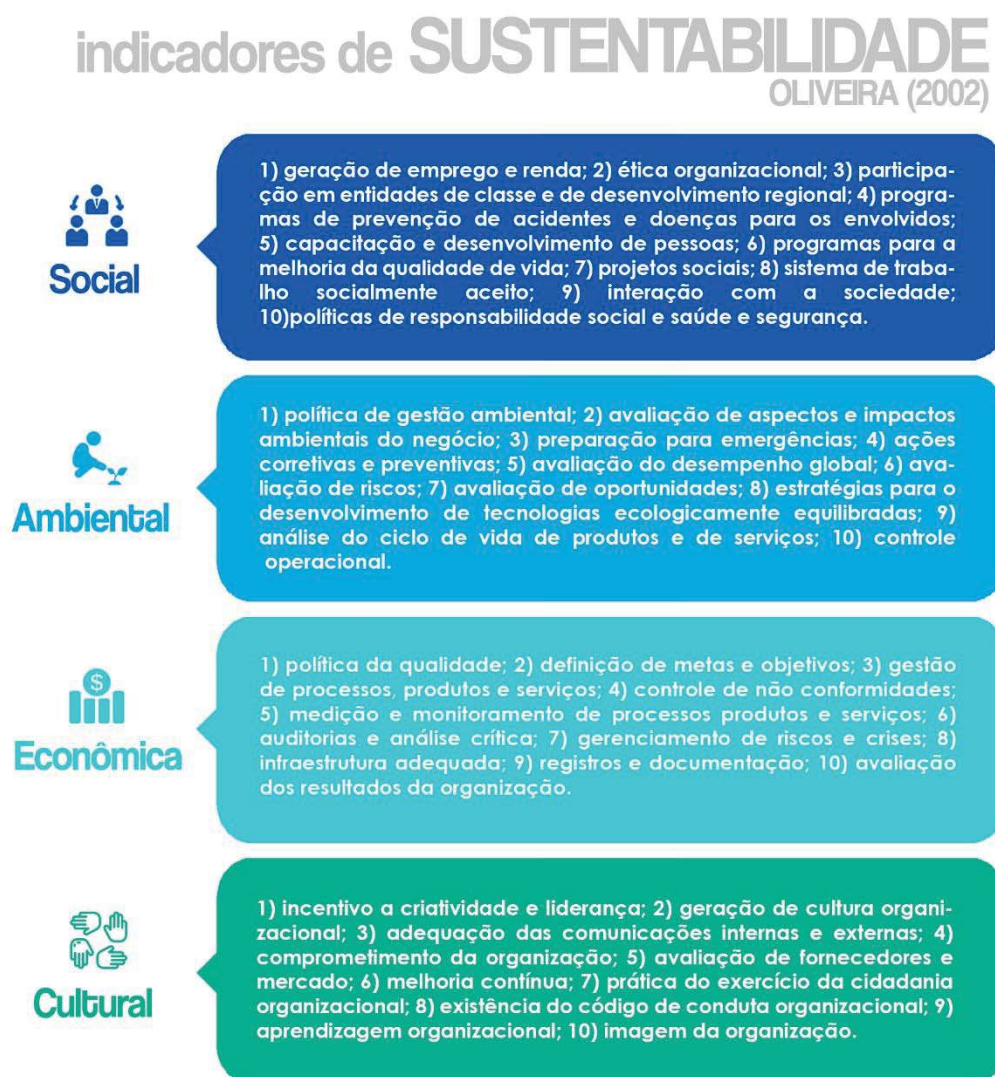 indicadores de SUSTENTABILIDADE
OLIVEIRA (2002)
Social
1) geração de emprego e renda; 2) ética organizacional; 3) participa-
ção em entidades de classe e de desenvolvimento regional; 4) progra-
mas de prevenção de acidentes e doenças para os envolvidos;
5) capacitação e desenvolvimento de pessoas; 6) programas para a
melhoria da qualidade de vida; 7) projetos sociais; 8) sistema de traba-
lho socialmente aceito; 9) interação com a sociedade;
10)políticas de responsabilidade social e saúde e segurança.
Ambiental
1) política de gestão ambiental; 2) avaliação de aspectos e impactos
ambientais do negócio; 3) preparação para emergências; 4) ações
corretivas e preventivas; 5) avaliação do desempenho global; 6) ava-
liação de riscos; 7) avaliação de oportunidades; 8) estratégias para o
desenvolvimento de tecnologias ecologicamente equilibradas; 9)
análise do ciclo de vida de produtos e de serviços; 10) controle
operacional.
Econômica
1) política da qualidade; 2) definição de metas e objetivos; 3) gestão
de processos, produtos e serviços; 4) controle de não conformidades;
5) medição e monitoramento de processos produtos e serviços; 6)
auditorias e análise crítica; 7) gerenciamento de riscos e crises; 8)
infraestrutura adequada; 9) registros e documentação; 10) avaliação
dos resultados da organização.
Cultural
1) incentivo a criatividade e liderança; 2) geração de cultura organi-
zacional; 3) adequação das comunicações internas e externas; 4)
comprometimento da organização; 5) avaliação de fornecedores e
mercado; 6) melhoria contínua; 7) prática do exercício da cidadania
organizacional; 8) existência do código de conduta organizacional; 9)
aprendizagem organizacional; 10) imagem da organização.